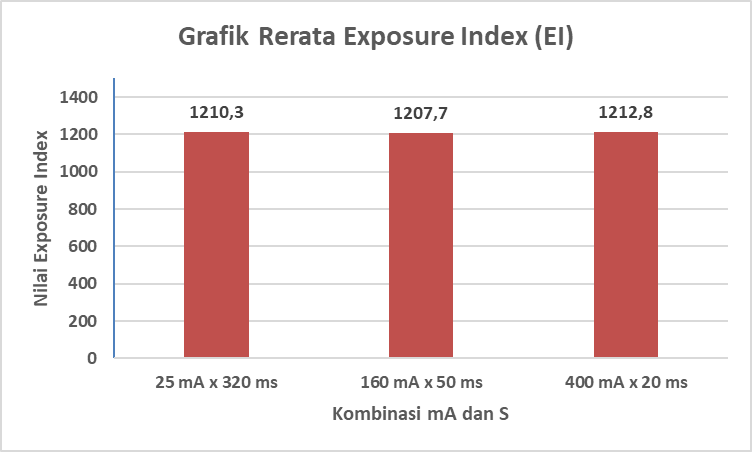 Grafik Rerata Exposure Index (EI)
Nilai Exposure Index
1400
1200
1000
800
600
400
200
0
1210,3
1207,7
1212,8
25 mA x 320 ms
160 mA x 50 ms
400 mA x 20 ms
Kombinasi mA dan S